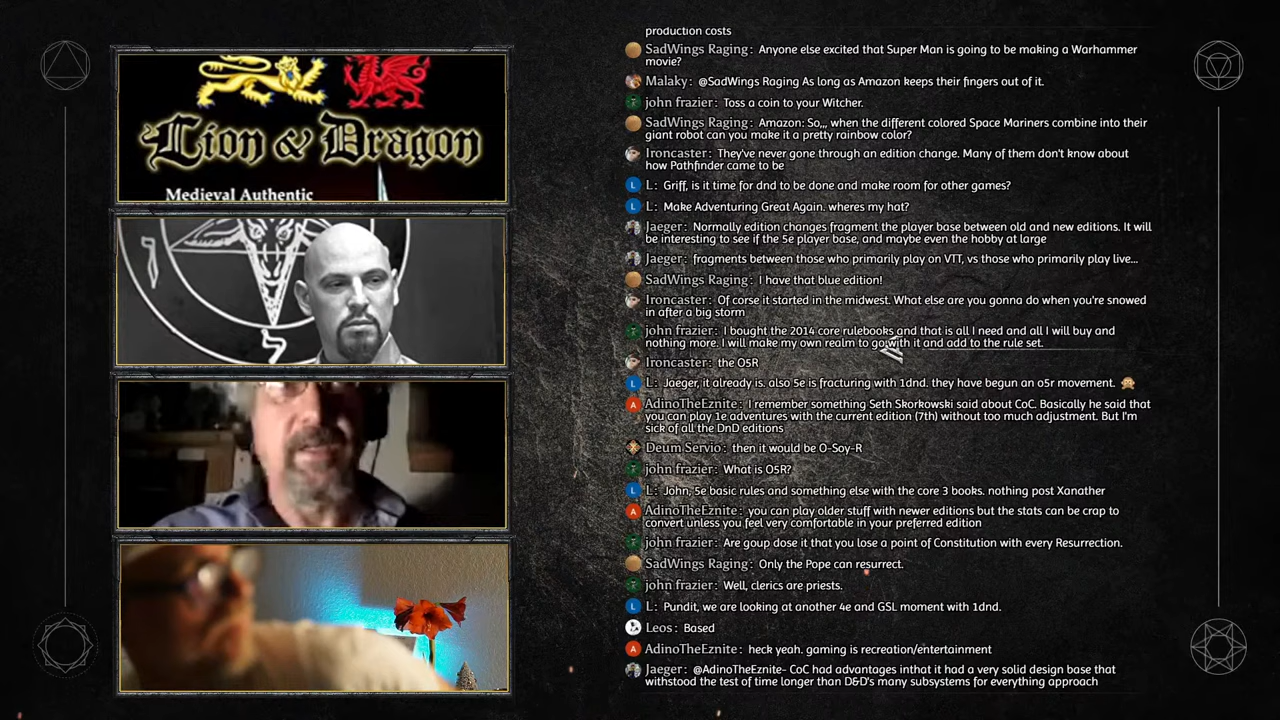 Lion & Dragon
Medieval Authentic
production costs
SadWings Raging: Anyone else excited that Super Man is going to be making a Warhammer
movie?
Malaky: @SadWings Raging As long as Amazon keeps their fingers out of it.
john frazier: Toss a coin to your Witcher.
SadWings Raging: Amazon: So,,, when the different colored Space Mariners combine into their
giant robot can you make it a pretty rainbow color?
Ironcaster: They've never gone through an edition change. Many of them don't know about
how Pathfinder came to be
L L: Griff, is it time for dnd to be done and make room for other games?
L L: Make Adventuring Great Again. wheres my hat?
Jaeger: Normally edition changes fragment the player base between old and new editions. It will
be interesting to see if the 5e player base, and maybe even the hobby at large
Jaeger: fragments between those who primarily play on VTT, vs those who primarily play live...
SadWings Raging: I have that blue edition!
Ironcaster: Of corse it started in the midwest. What else are you gonna do when you're snowed
in after a big storm
john frazier: I bought the 2014 core rulebooks and that is all I need and all I will buy and
nothing more. I will make my own realm to go with it and add to the rule set.
Ironcaster: the O5R
L L: Jaeger, it already is. also 5e is fracturing with 1dnd. they have begun an o5r movement. 🙊
A AdinoTheEznite: I remember something Seth Skorkowski said about CoC. Basically he said that
you can play 1e adventures with the current edition (7th) without too much adjustment. But I'm
sick of all the DnD editions
Deum Servio: then it would be O-Soy-R
john frazier: What is O5R?
L L: John, 5e basic rules and something else with the core 3 books. nothing post Xanather
A AdinoTheEznite: you can play older stuff with newer editions but the stats can be crap to
convert unless you feel very comfortable in your preferred edition
john frazier: Are goup dose it that you lose a point of Constitution with every Resurrection.
SadWings Raging: Only the Pope can resurrect.
john frazier: Well, clerics are priests.
L L: Pundit, we are looking at another 4e and GSL moment with 1dnd.
Leos: Based
A AdinoTheEznite: heck yeah. gaming is recreation/entertainment
Jaeger: @AdinoTheEznite- CoC had advantages inthat it had a very solid design base that
withstood the test of time longer than D&D's many subsystems for everything approach